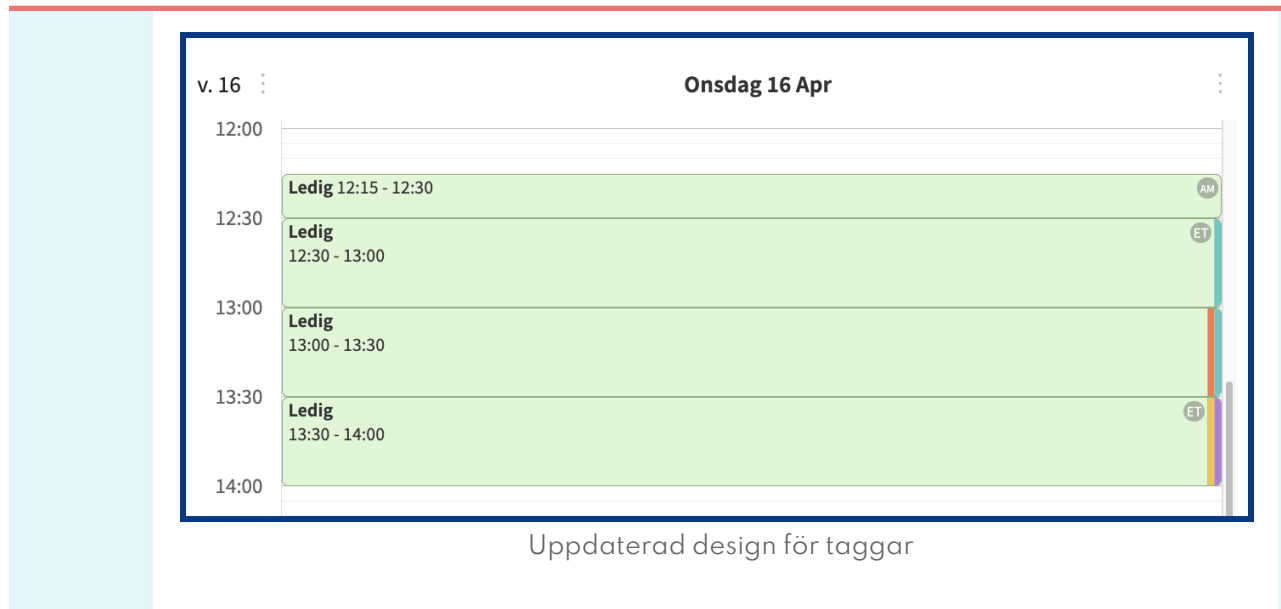 v. 16
Onsdag 16 Apr
12:00
Ledig 12:15 - 12:30
AM
12:30
Ledig
ET
12:30 - 13:00
13:00
Ledig
13:00 - 13:30
13:30
Ledig
ET
13:30 - 14:00
14:00
Uppdaterad design för taggar